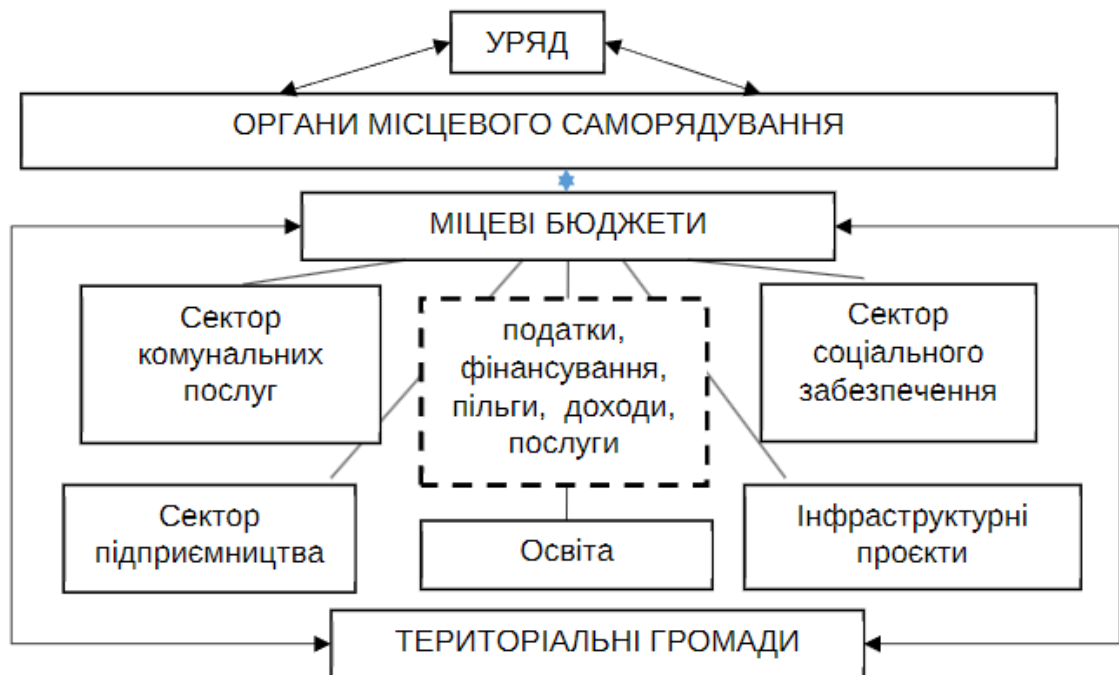 УРЯД
ОРГАНИ МІСЦЕВОГО САМОРЯДУВАННЯ
МІЦЕВІ БЮДЖЕТИ
Сектор
комунальних
послуг
податки,
фінансування,
пільги, доходи,
послуги
Сектор
соціального
забезпечення
Сектор
підприємництва
Освіта
Інфраструктурні
проєкти
ТЕРИТОРІАЛЬНІ ГРОМАДИ